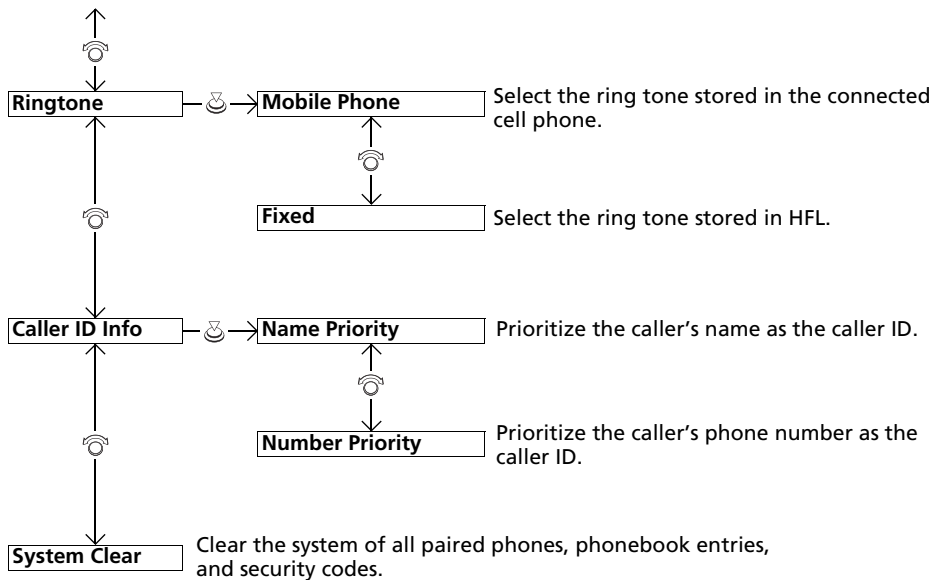 Ringtone
Mobile Phone
Select the ring tone stored in the connected
cell phone.
Fixed
Select the ring tone stored in HFL.
Caller ID Info
Name Priority
Prioritize the caller's name as the caller ID.
Number Priority
Prioritize the caller's phone number as the
caller ID.
System Clear
Clear the system of all paired phones, phonebook entries,
and security codes.